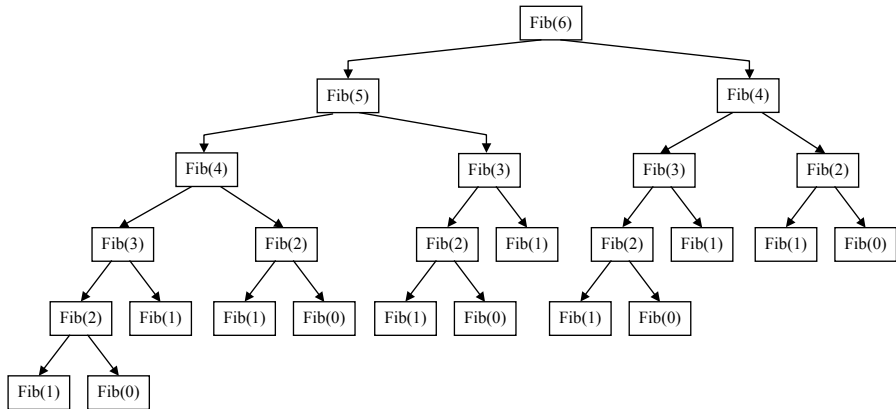 Fib(6)
Fib(5) Fib(4)
Fib(4) Fib(3) Fib(3) Fib(2)
Fib(3) Fib(2) Fib(2) Fib(1) Fib(2) Fib(1) Fib(1) Fib(0)
Fib(2) Fib(1) Fib(1) Fib(0) Fib(1) Fib(0) Fib(1) Fib(0)
Fib(1) Fib(0)